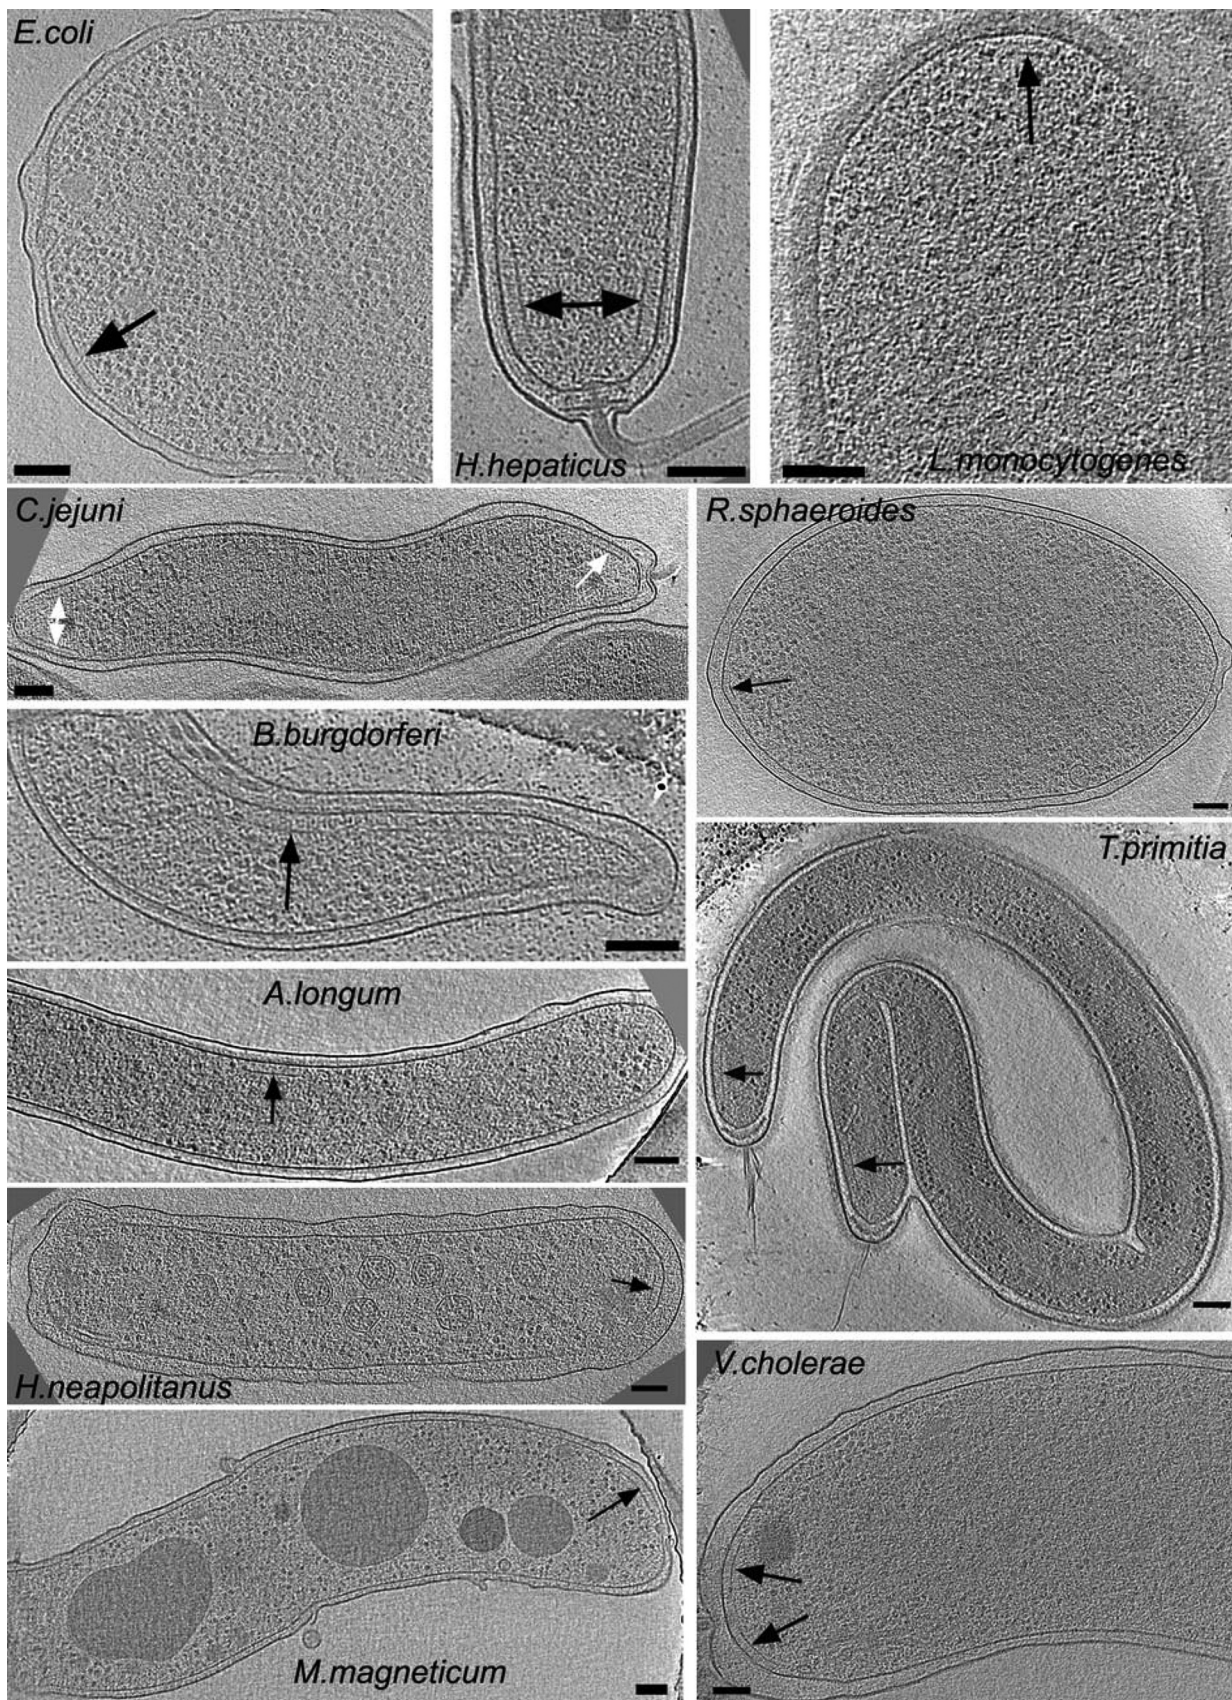 E.coli
H.hepaticus
L.monocytogenes
C.jejuni
R.sphaeroides
B.burgdorferi
T.primitia
A.longum
H.neapolitanus
V.cholerae
M.magneticum